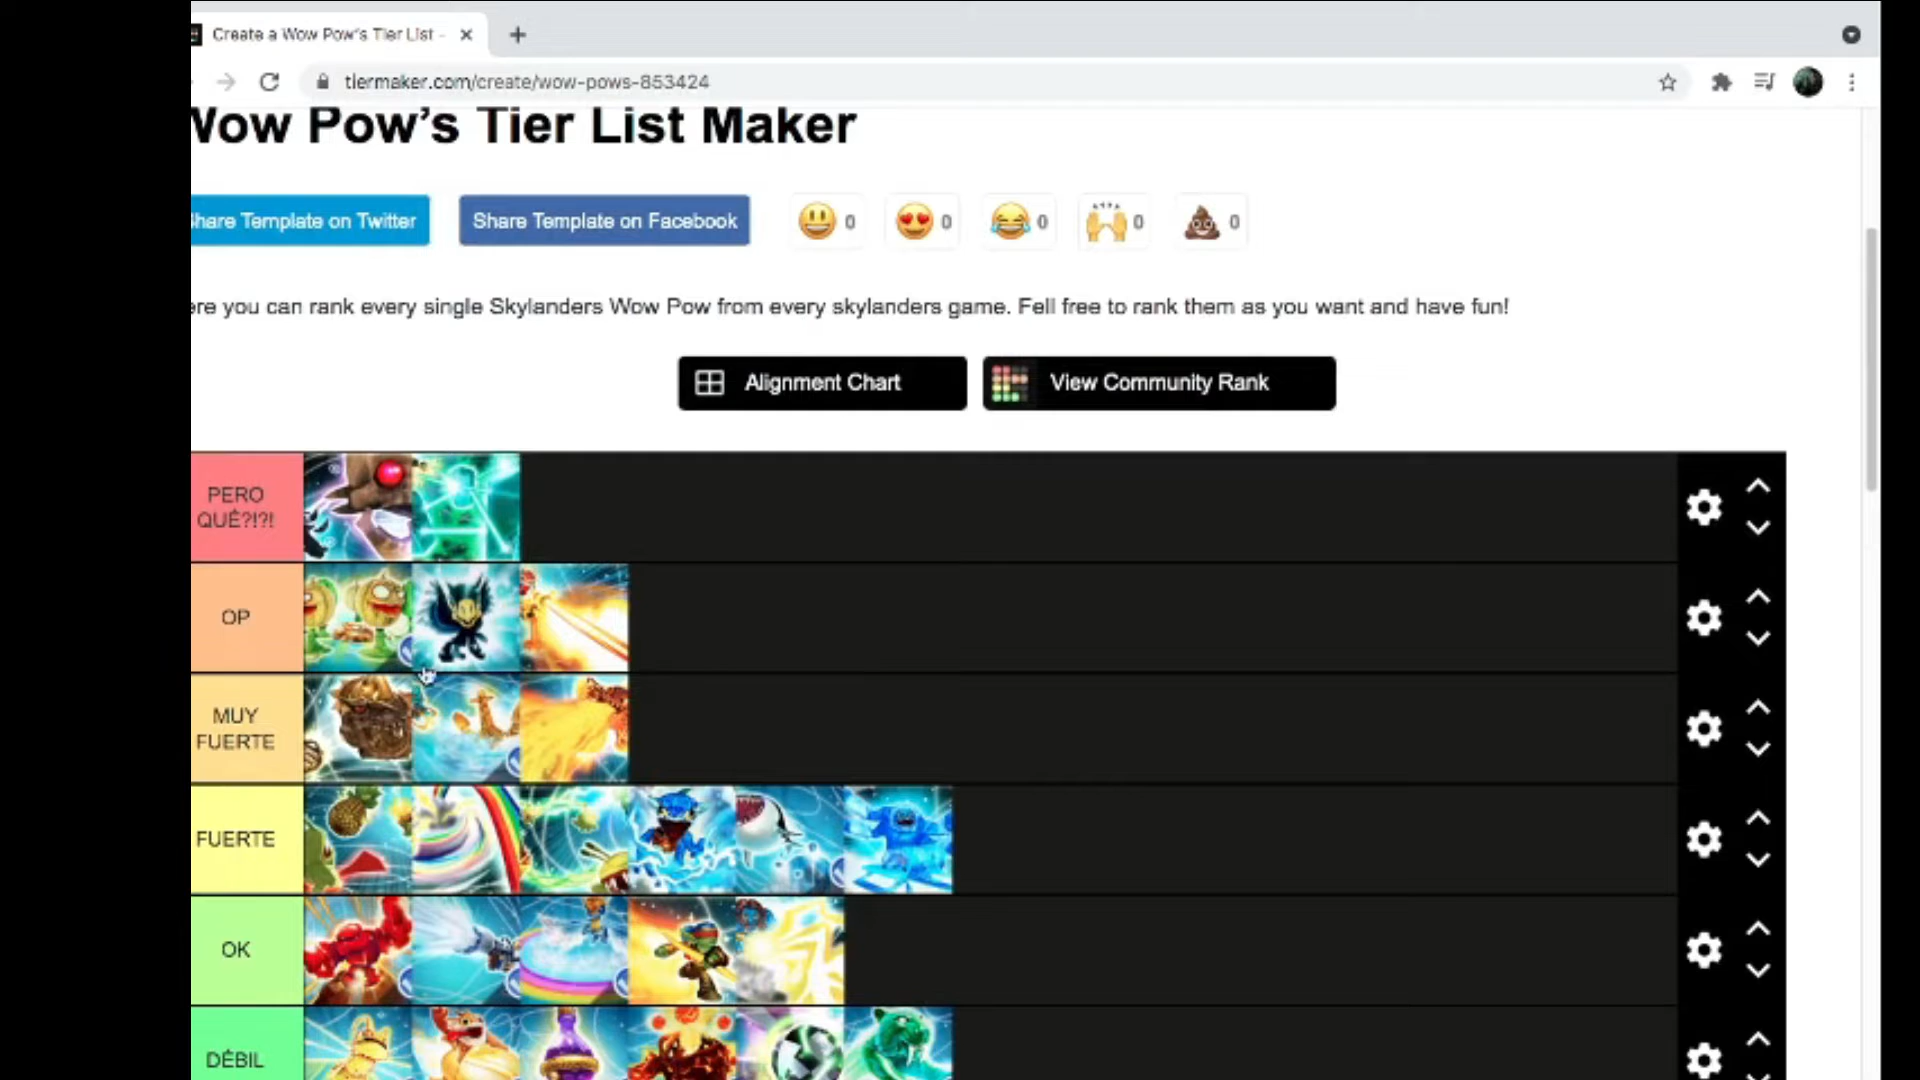 Create a Wow Pow's Tier List -
tiermaker.com/create/wow-pows-853424
Wow Pow's Tier List Maker
Share Template on Twitter
Share Template on Facebook
0
0
0
0
0
ere you can rank every single Skylanders Wow Pow from every skylanders game. Fell free to rank them as you want and have fun!
Alignment Chart
View Community Rank
PERO
QUÉ?!?!
OP
MUY
FUERTE
FUERTE
OK
DÉBIL